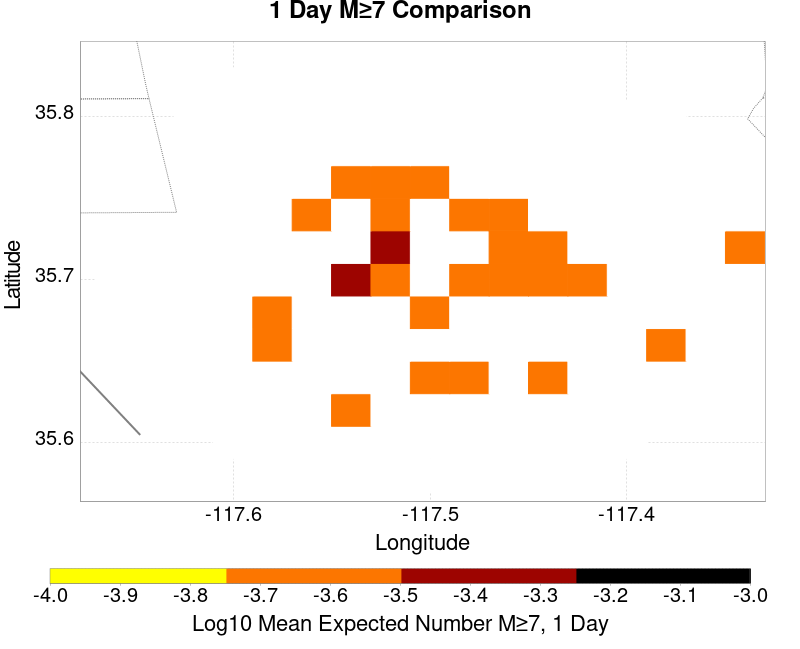 1 Day M≥7 Comparison
35.8
35.7
35.6
Latitude
-117.6 -117.5 -117.4
Longitude
-4.0 -3.9 -3.8 -3.7 -3.6 -3.5 -3.4 -3.3 -3.2 -3.1 -3.0
Log10 Mean Expected Number M≥7, 1 Day